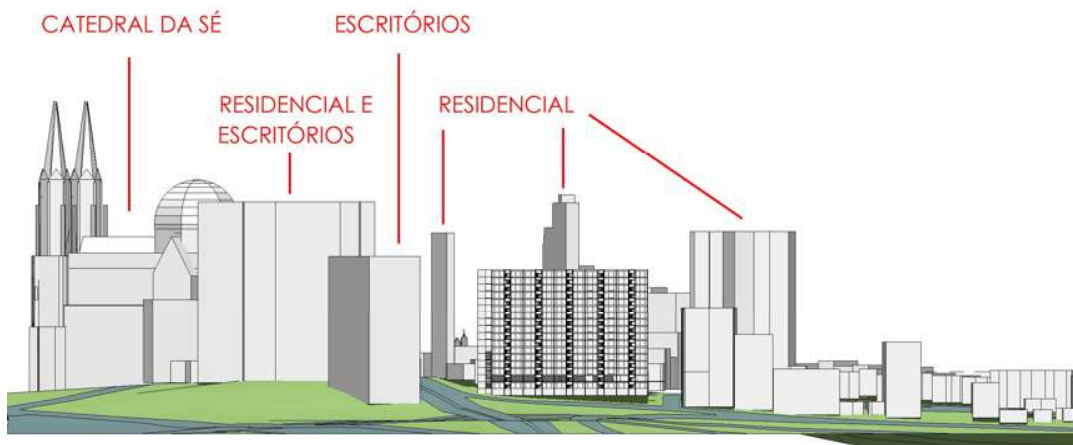 CATEDRAL DA SÉ
ESCRITÓRIOS
RESIDENCIAL E
ESCRITÓRIOS
RESIDENCIAL